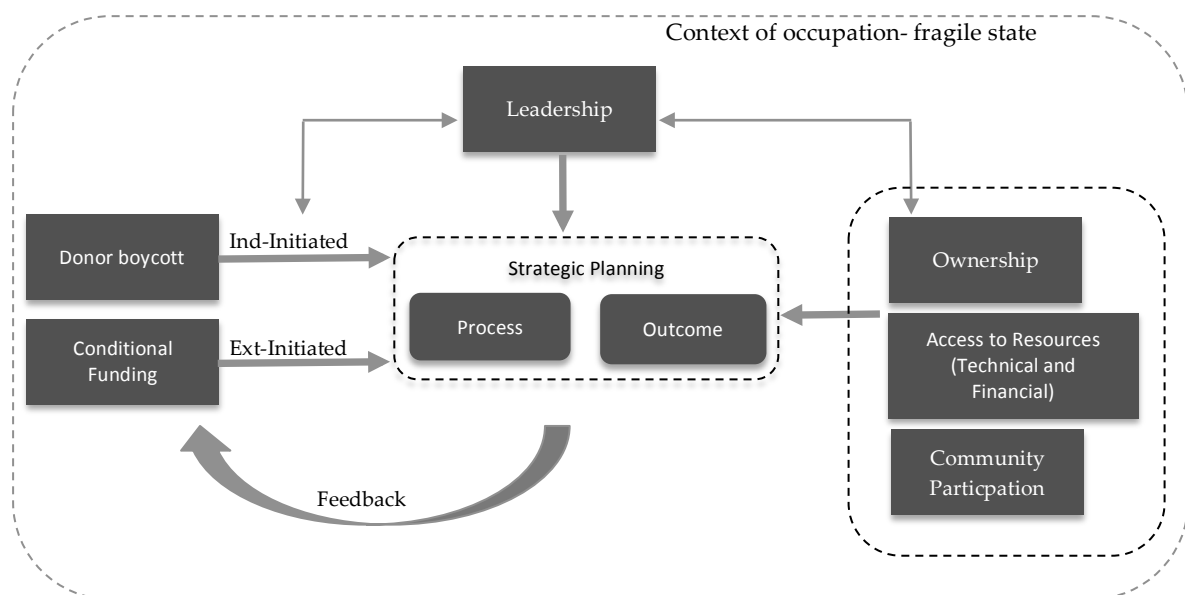 Context of occupation- fragile state
Leadership
Donor boycott
Ind-Initiated
Conditional
Funding
Ext-Initiated
Strategic Planning
Process
Outcome
Ownership
Access to Resources
(Technical and
Financial)
Community
Particpation
Feedback